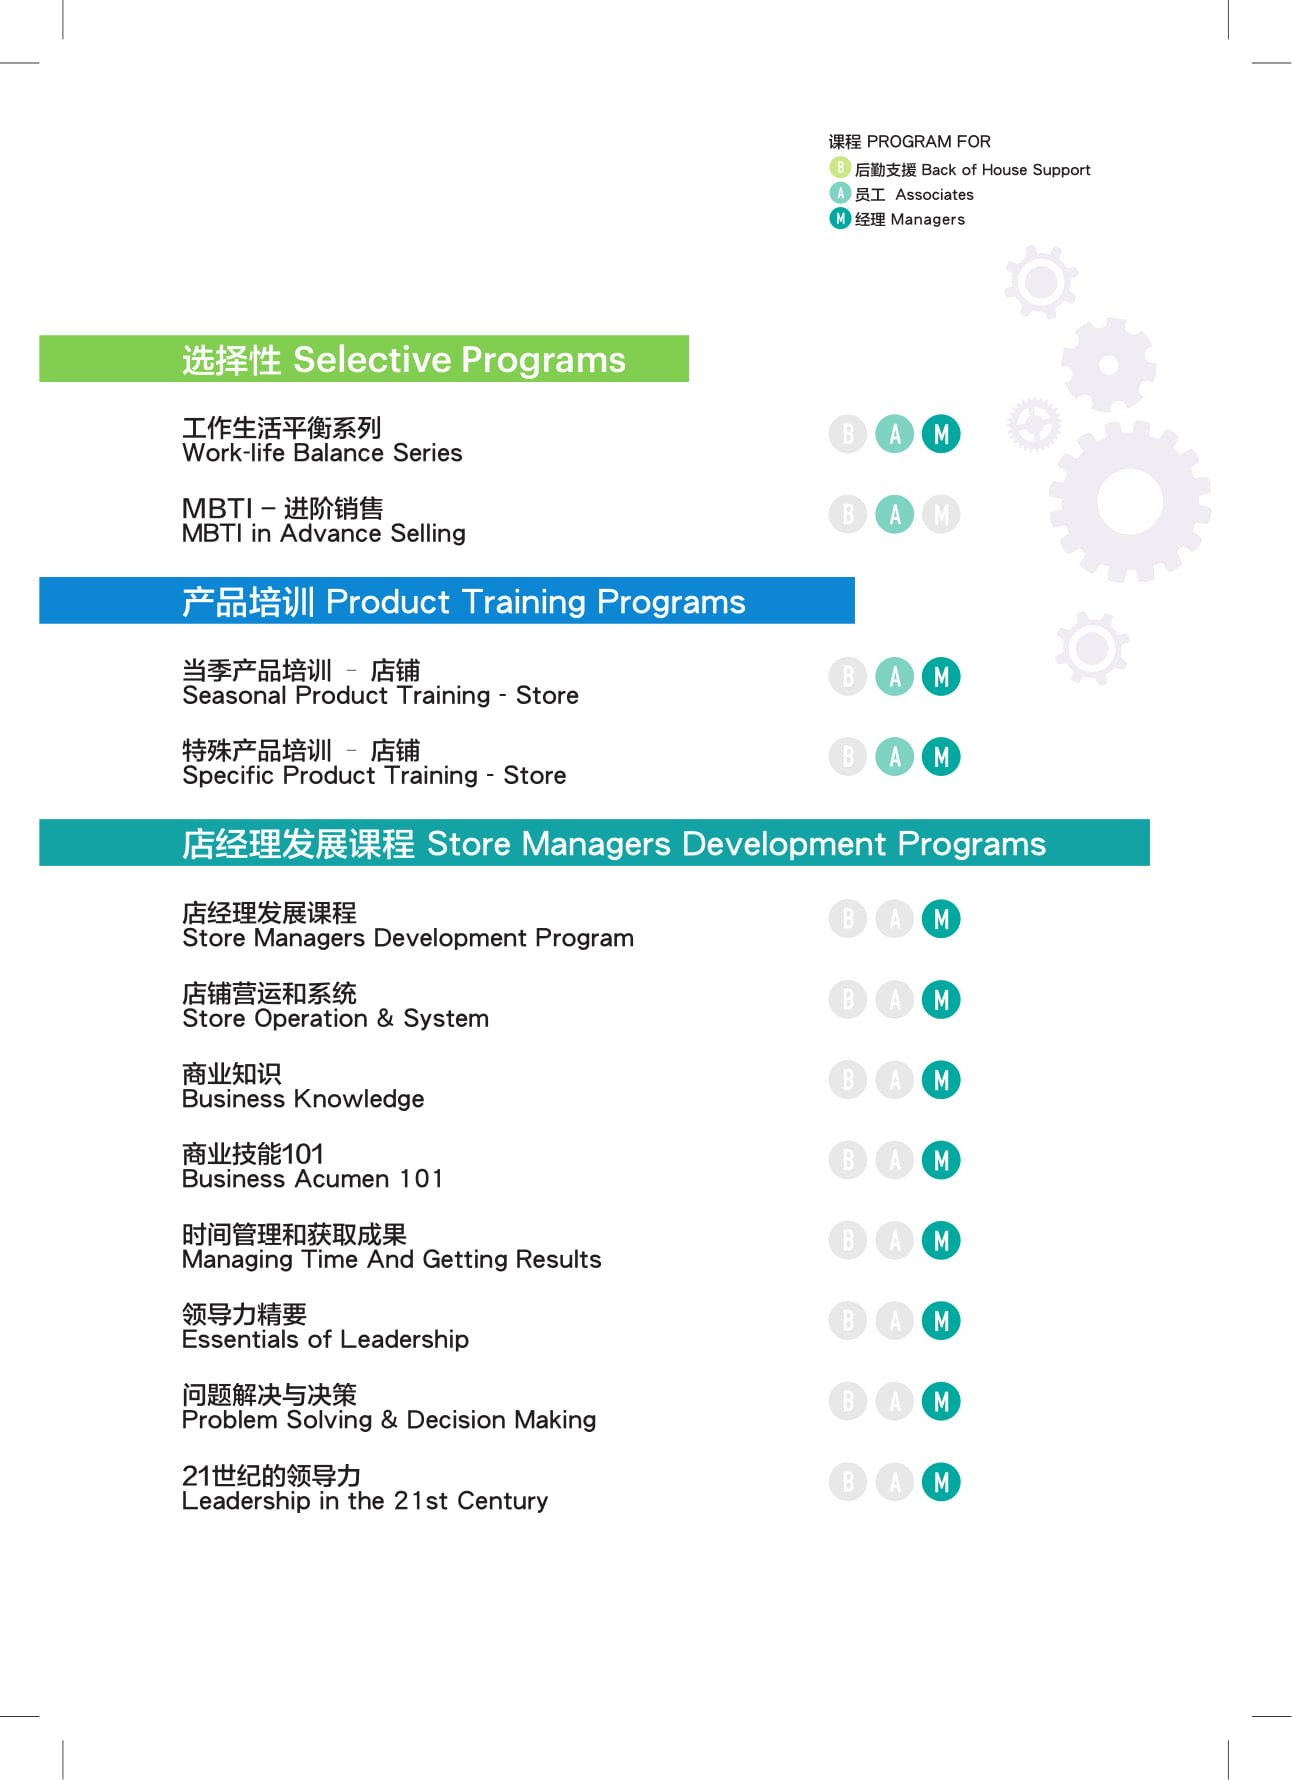 课程 PROGRAM FOR
B 后勤支援 Back of House Support
A 员工 Associates
M 经理 Managers
选择性 Selective Programs
工作生活平衡系列
Work-life Balance Series
B A M
MBTI – 进阶销售
MBTI in Advance Selling
B A M
产品培训 Product Training Programs
当季产品培训 – 店铺
Seasonal Product Training - Store
B A M
特殊产品培训 – 店铺
Specific Product Training - Store
B A M
店经理发展课程 Store Managers Development Programs
店经理发展课程
Store Managers Development Program
B A M
店铺营运和系统
Store Operation & System
B A M
商业知识
Business Knowledge
B A M
商业技能101
Business Acumen 101
B A M
时间管理和获取成果
Managing Time And Getting Results
B A M
领导力精要
Essentials of Leadership
B A M
问题解决与决策
Problem Solving & Decision Making
B A M
21世纪的领导力
Leadership in the 21st Century
B A M